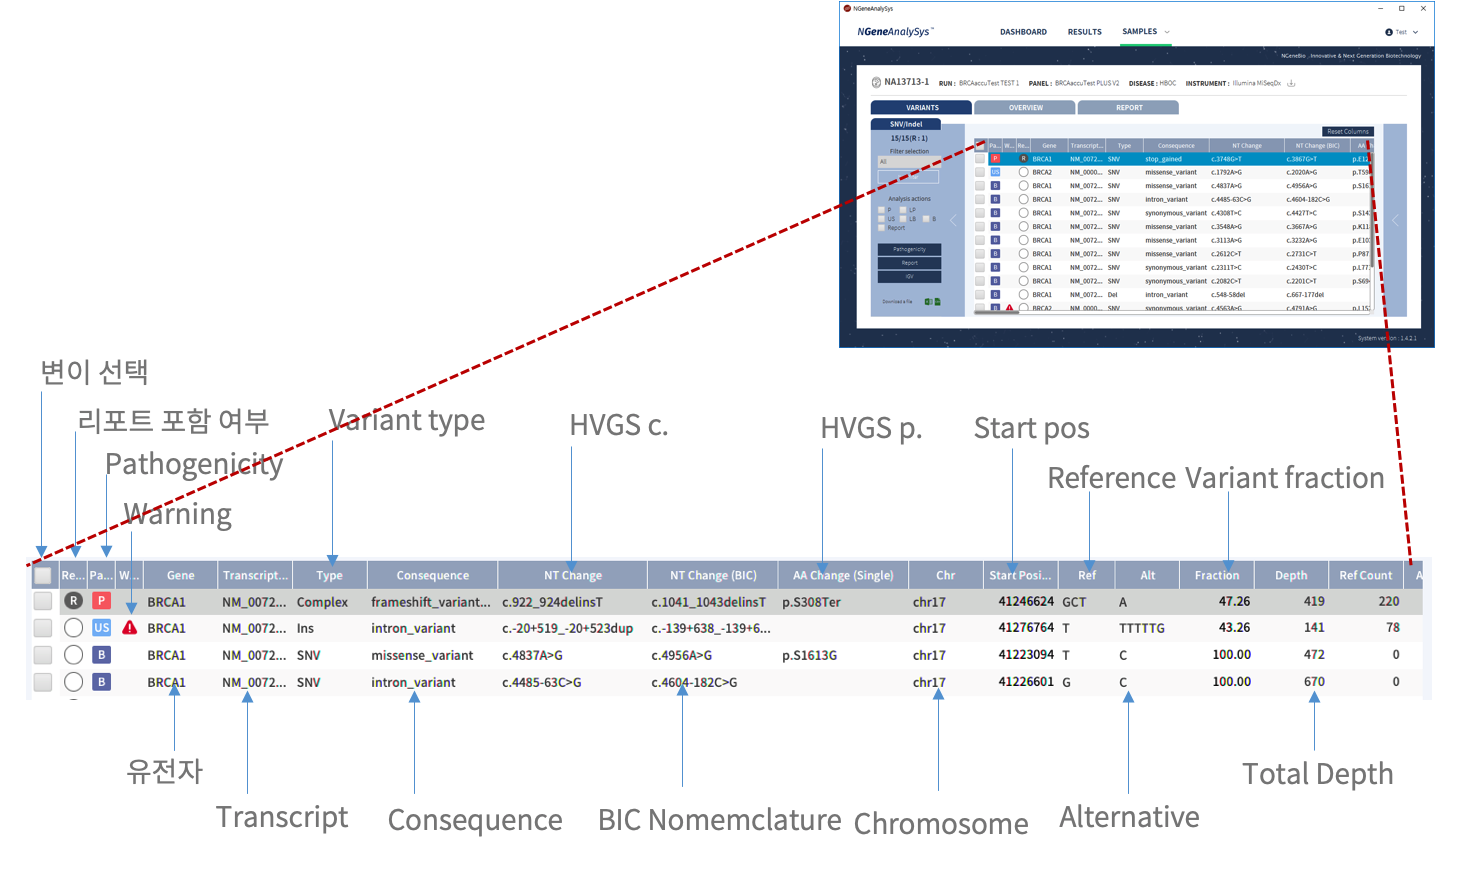 NGeneAnalySys
NGeneAnalySys™ DASHBOARD RESULTS SAMPLES Test
NGeneBio , Innovative & Next Generation Biotechnology
NA13713-1 RUN : BRCAaccuTest TEST 1 PANEL : BRCAaccuTest PLUS V2 DISEASE : HBOC INSTRUMENT : Illumina MiSeqDx
VARIANTS OVERVIEW REPORT
SNV/Indel
15/15(R : 1)
Filter selection
All
Analysis actions
P LP
US LB B
Report
Pathogenicity
Report
IGV
Download a file
Reset Columns
Pa... W... Re... Gene Transcript... Type Consequence NT Change NT Change (BIC) AA
P R BRCA1 NM_0072... SNV stop_gained c.3748G>T c.3867G>T p.E12
US BRCA2 NM_0000... SNV missense_variant c.1792A>G c.2020A>G p.T59
B BRCA1 NM_0072... SNV missense_variant c.4837A>G c.4956A>G p.S16
B BRCA1 NM_0072... SNV intron_variant c.4485-63C>G c.4604-182C>G
B BRCA1 NM_0072... SNV synonymous_variant c.4308T>C c.4427T>C p.S14
B BRCA1 NM_0072... SNV missense_variant c.3548A>G c.3667A>G p.K11
B BRCA1 NM_0072... SNV missense_variant c.3113A>G c.3232A>G p.E10
B BRCA1 NM_0072... SNV missense_variant c.2612C>T c.2731C>T p.P87
B BRCA1 NM_0072... SNV synonymous_variant c.2311T>C c.2430T>C p.L77
B BRCA1 NM_0072... SNV synonymous_variant c.2082C>T c.2201C>T p.S69
B BRCA1 NM_0072... Del intron_variant c.548-58del c.667-177del
B BRCA2 NM_0000... SNV synonymous_variant c.4563A>G c.4791A>G p.L15
System version : 1.4.2.1
변이 선택
리포트 포함 여부
Pathogenicity
Warning
Variant type
HVGS c.
HVGS p.
Start pos
Reference
Variant fraction
Re... Pa... W... Gene Transcript... Type Consequence NT Change NT Change (BIC) AA Change (Single) Chr Start Posi... Ref Alt Fraction Depth Ref Count A
R P BRCA1 NM_0072... Complex frameshift_variant... c.922_924delinsT c.1041_1043delinsT p.S308Ter chr17 41246624 GCT A 47.26 419 220
US BRCA1 NM_0072... Ins intron_variant c.-20+519_-20+523dup c.-139+638_-139+6... chr17 41276764 T TTTTTG 43.26 141 78
B BRCA1 NM_0072... SNV missense_variant c.4837A>G c.4956A>G p.S1613G chr17 41223094 T C 100.00 472 0
B BRCA1 NM_0072... SNV intron_variant c.4485-63C>G c.4604-182C>G chr17 41226601 G C 100.00 670 0
유전자
Transcript
Consequence
BIC Nomemclature
Chromosome
Alternative
Total Depth